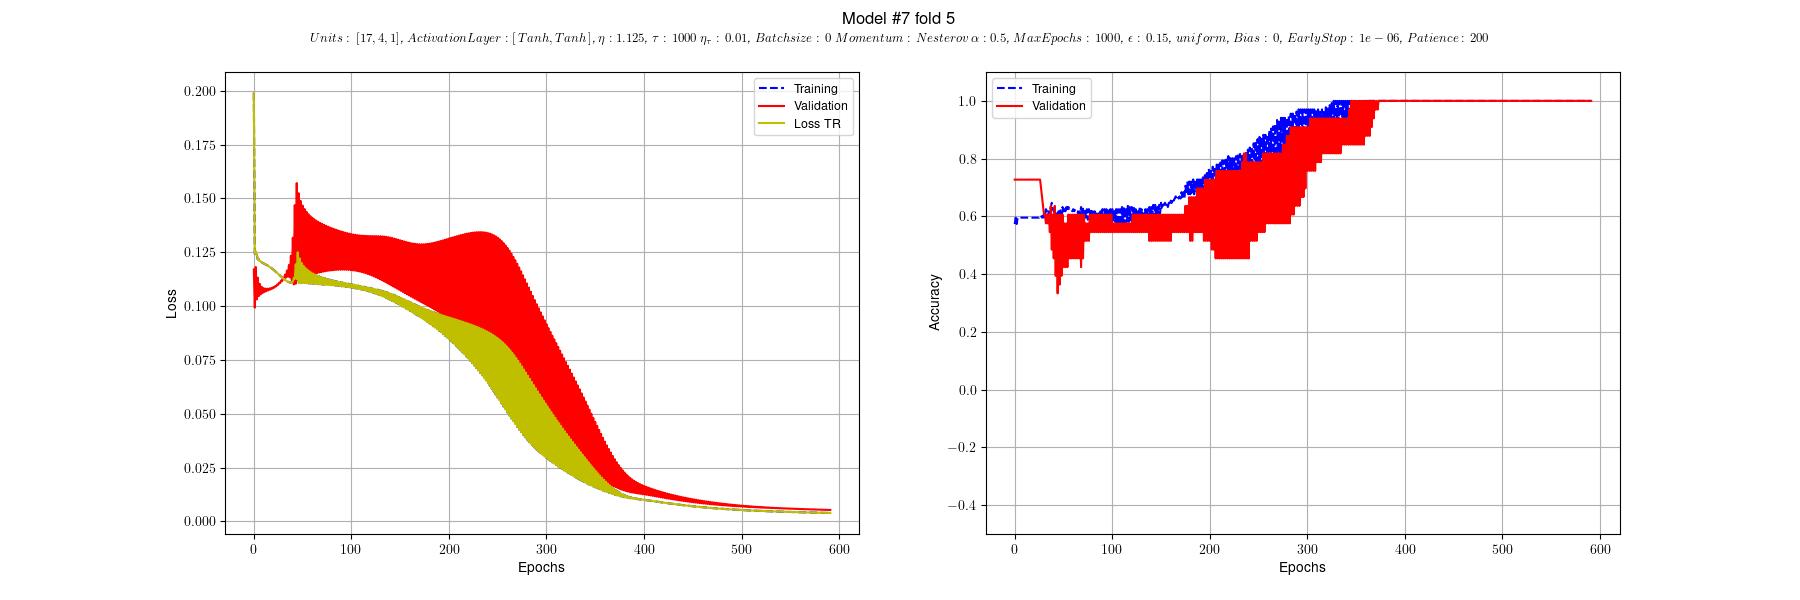 Model #7 fold 5
Units : [17, 4, 1], ActivationLayer : [Tanh, Tanh], η : 1.125, τ : 1000 ητ : 0.01, Batchsize : 0 Momentum : Nesterov α : 0.5, MaxEpochs : 1000, ϵ : 0.15, uniform, Bias : 0, EarlyStop : 1e − 06, Patience : 200
Loss
0.200
0.175
0.150
0.125
0.100
0.075
0.050
0.025
0.000
Training
Validation
Loss TR
0 100 200 300 400 500 600
Epochs
Accuracy
1.0
0.8
0.6
0.4
0.2
0.0
−0.2
−0.4
Training
Validation
0 100 200 300 400 500 600
Epochs